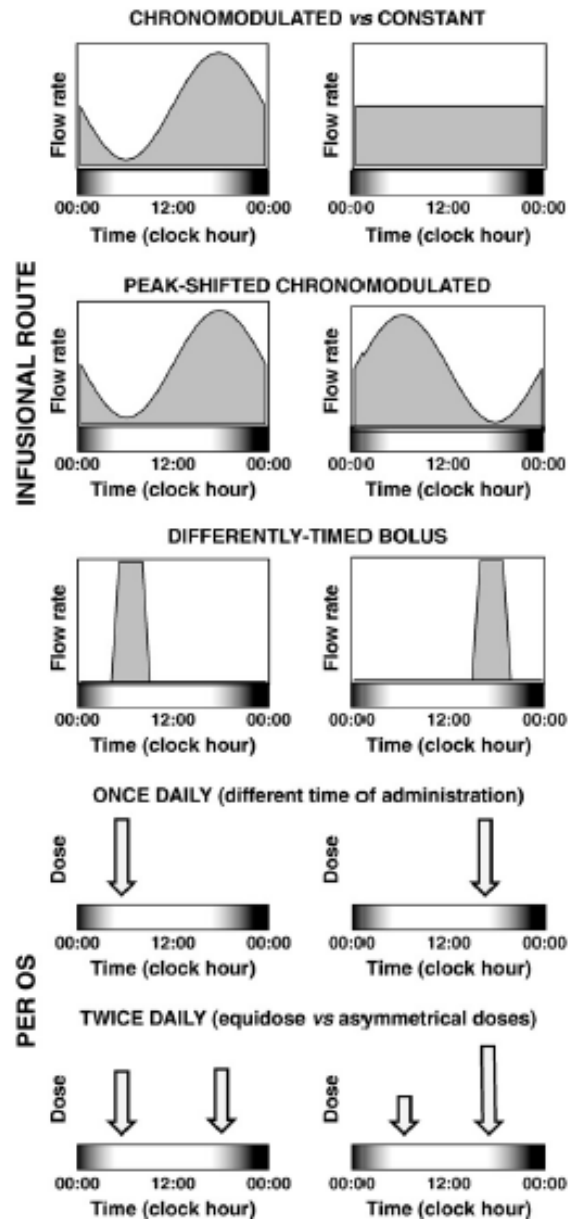 CHRONOMODULATED vs CONSTANT
Flow rate
Flow rate
00:00 12:00 00:00
00:00 12:00 00:00
Time (clock hour)
Time (clock hour)
INFUSIONAL ROUTE
PEAK-SHIFTED CHRONOMODULATED
Flow rate
Flow rate
00:00 12:00 00:00
00:00 12:00 00:00
Time (clock hour)
Time (clock hour)
DIFFERENTLY-TIMED BOLUS
Flow rate
Flow rate
00:00 12:00 00:00
00:00 12:00 00:00
Time (clock hour)
Time (clock hour)
PER OS
ONCE DAILY (different time of administration)
Dose
Dose
00:00 12:00 00:00
00:00 12:00 00:00
Time (clock hour)
Time (clock hour)
TWICE DAILY (equidose vs asymmetrical doses)
Dose
Dose
00:00 12:00 00:00
00:00 12:00 00:00
Time (clock hour)
Time (clock hour)